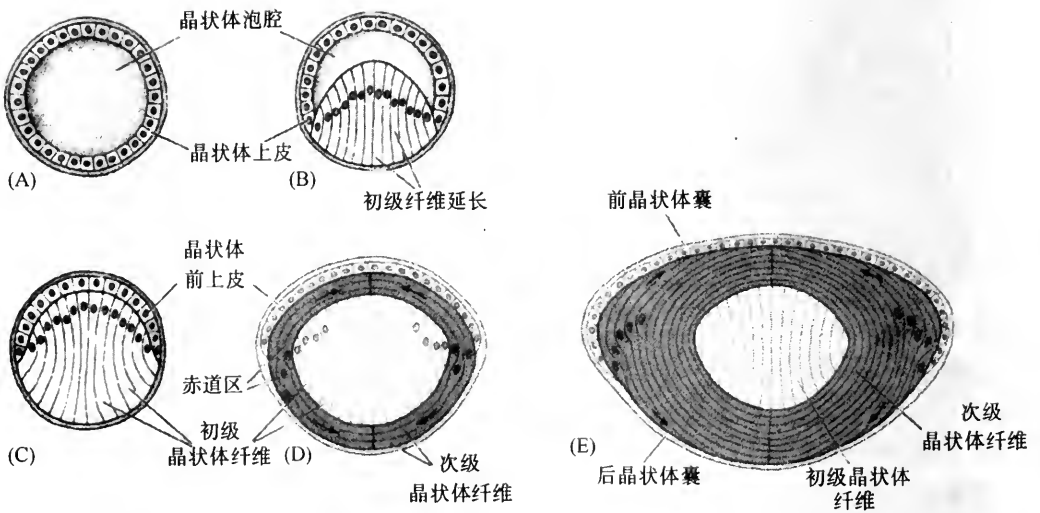 晶状体泡腔
晶状体上皮
(A)
(B)
初级纤维延长
晶状体
前上皮
赤道区
初级
晶状体纤维
(C)
(D)
次级
晶状体纤维
前晶状体囊
(E)
后晶状体囊
初级晶状体
纤维
次级
晶状体纤维